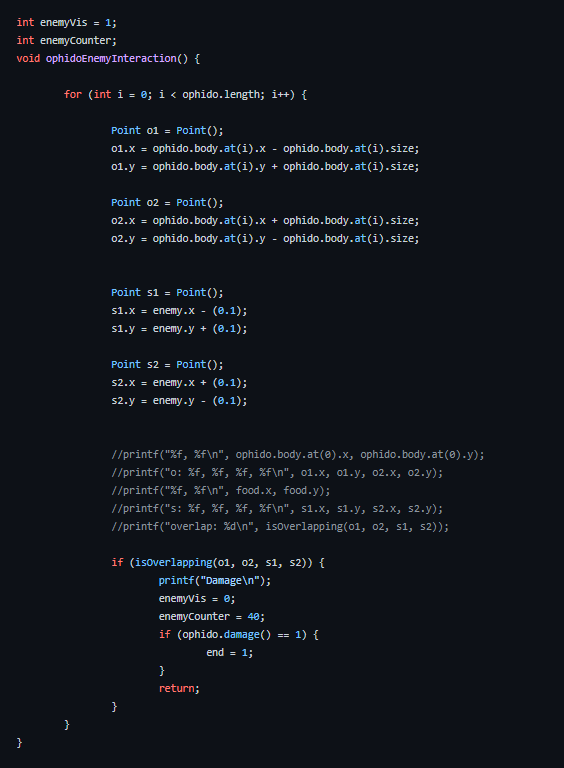 int enemyVis = 1;
int enemyCounter;
void ophidoEnemyInteraction() {
for (int i = 0; i < ophido.length; i++) {
Point o1 = Point();
o1.x = ophido.body.at(i).x - ophido.body.at(i).size;
o1.y = ophido.body.at(i).y + ophido.body.at(i).size;
Point o2 = Point();
o2.x = ophido.body.at(i).x + ophido.body.at(i).size;
o2.y = ophido.body.at(i).y - ophido.body.at(i).size;
Point s1 = Point();
s1.x = enemy.x - (0.1);
s1.y = enemy.y + (0.1);
Point s2 = Point();
s2.x = enemy.x + (0.1);
s2.y = enemy.y - (0.1);
//printf("%f, %f\n", ophido.body.at(0).x, ophido.body.at(0).y);
//printf("o: %f, %f, %f, %f\n", o1.x, o1.y, o2.x, o2.y);
//printf("%f, %f\n", food.x, food.y);
//printf("s: %f, %f, %f, %f\n", s1.x, s1.y, s2.x, s2.y);
//printf("overlap: %d\n", isOverlapping(o1, o2, s1, s2));
if (isOverlapping(o1, o2, s1, s2)) {
printf("Damage\n");
enemyVis = 0;
enemyCounter = 40;
if (ophido.damage() == 1) {
end = 1;
}
return;
}
}
}